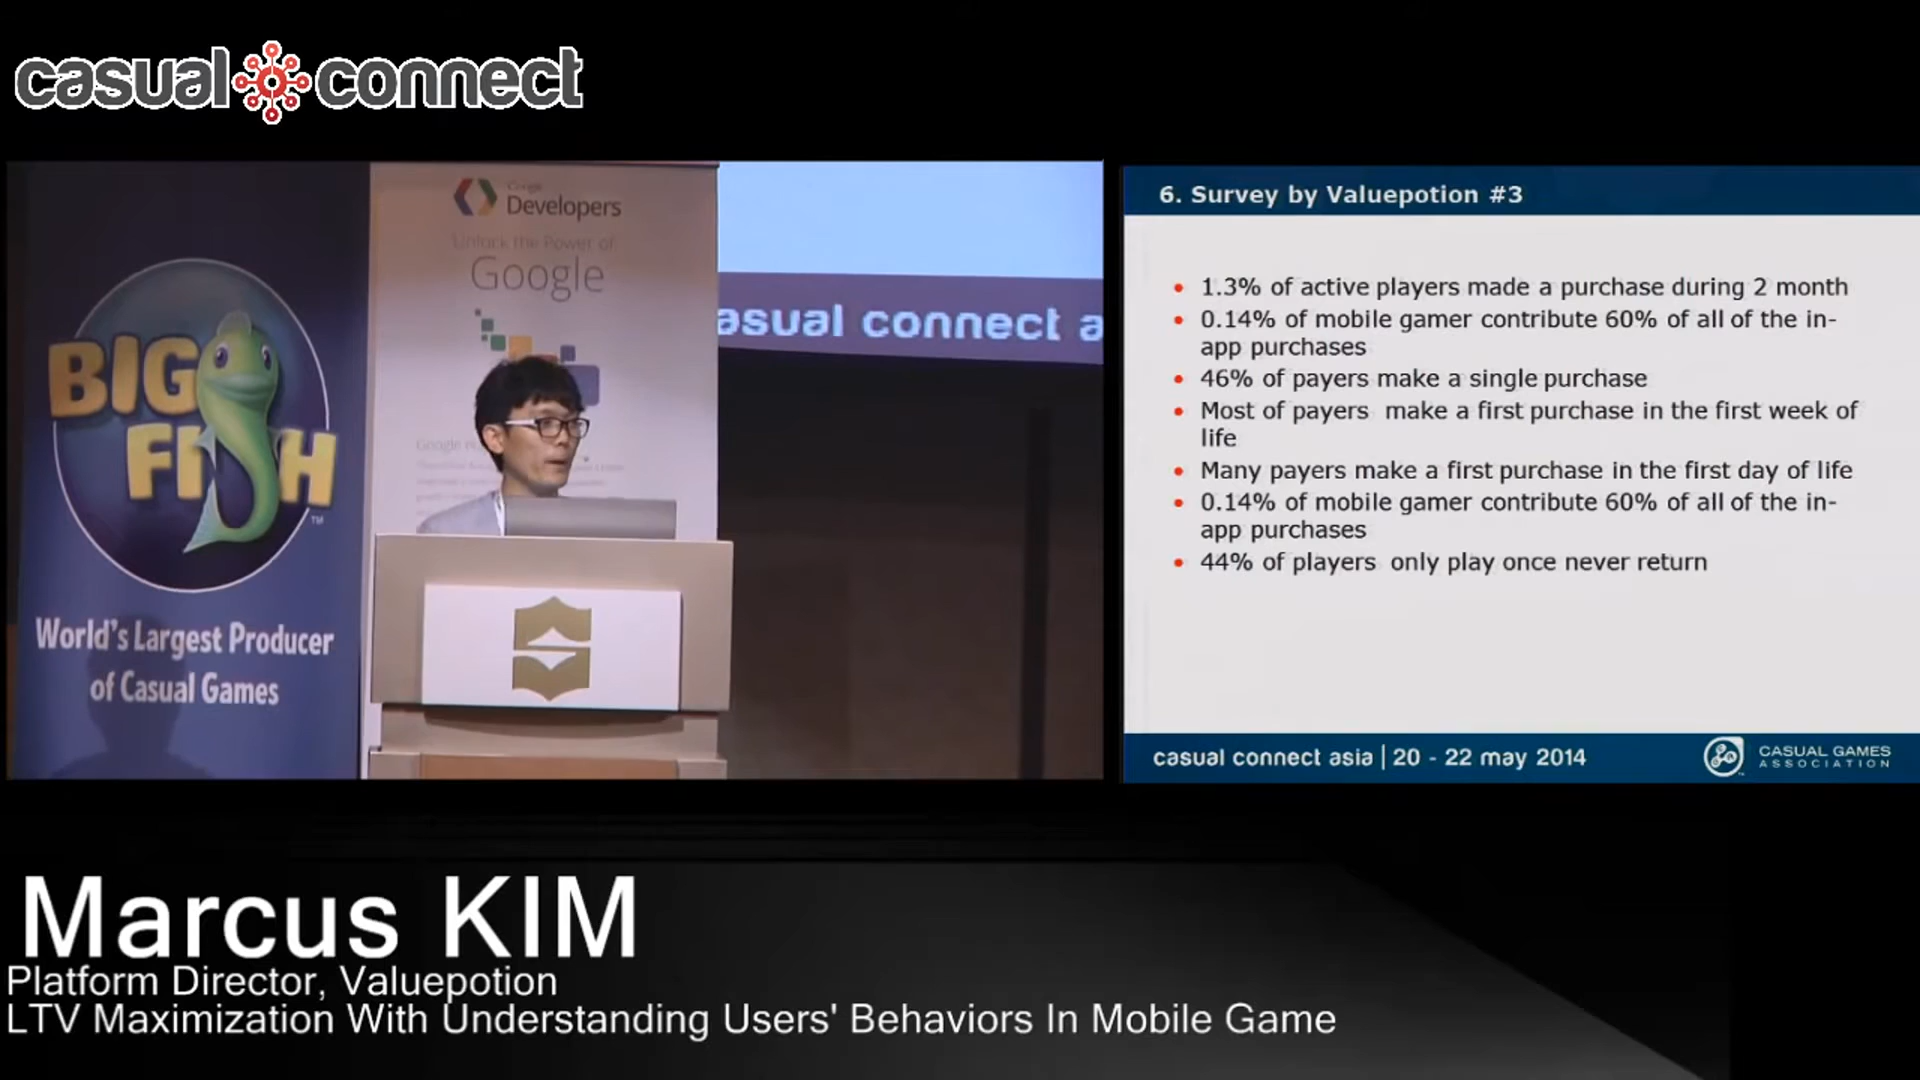 casual connect
Google
Developers
Unlock the Power of
Google
BIG
FISH
TM
World's Largest Producer
of Casual Games
asual connect a
6. Survey by Valuepotion #3
1.3% of active players made a purchase during 2 month
0.14% of mobile gamer contribute 60% of all of the in-
app purchases
46% of payers make a single purchase
Most of payers make a first purchase in the first week of
life
Many payers make a first purchase in the first day of life
0.14% of mobile gamer contribute 60% of all of the in-
app purchases
44% of players only play once never return
casual connect asia | 20 - 22 may 2014
CASUAL GAMES
ASSOCIATION
Marcus KIM
Platform Director, Valuepotion
LTV Maximization With Understanding Users' Behaviors In Mobile Game